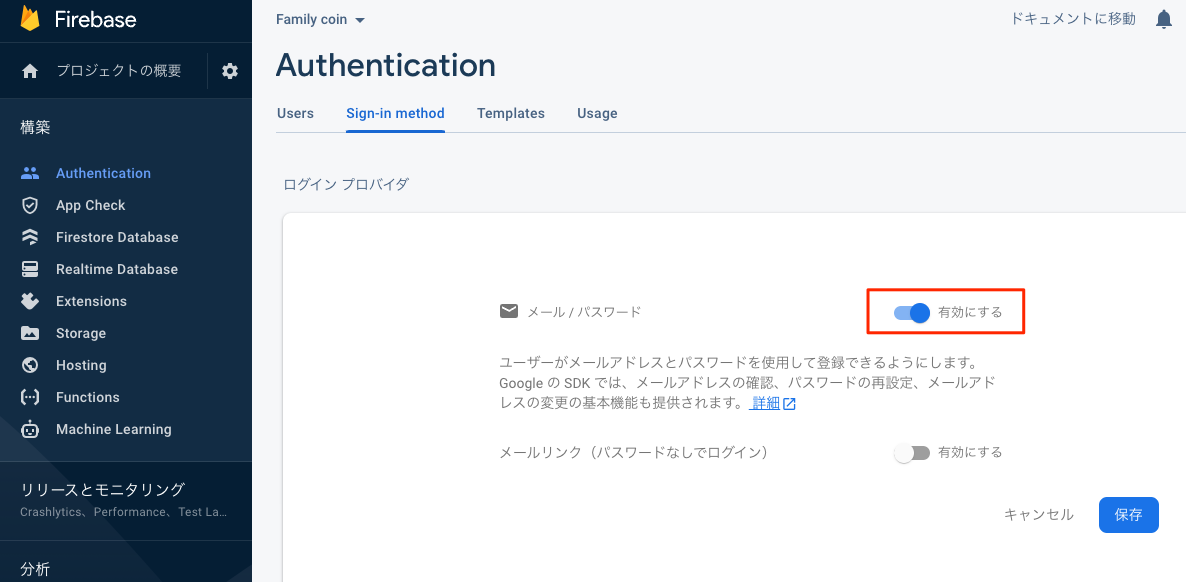 Firebase
プロジェクトの概要
構築
Authentication
App Check
Firestore Database
Realtime Database
Extensions
Storage
Hosting
Functions
Machine Learning
リリースとモニタリング
Crashlytics、Performance、Test La…
分析
Family coin
ドキュメントに移動
Authentication
Users
Sign-in method
Templates
Usage
ログイン プロバイダ
メール / パスワード
有効にする
ユーザーがメールアドレスとパスワードを使用して登録できるようにします。
Google の SDK では、メールアドレスの確認、パスワードの再設定、メールアド
レスの変更の基本機能も提供されます。 詳細
メールリンク（パスワードなしでログイン）
有効にする
キャンセル
保存